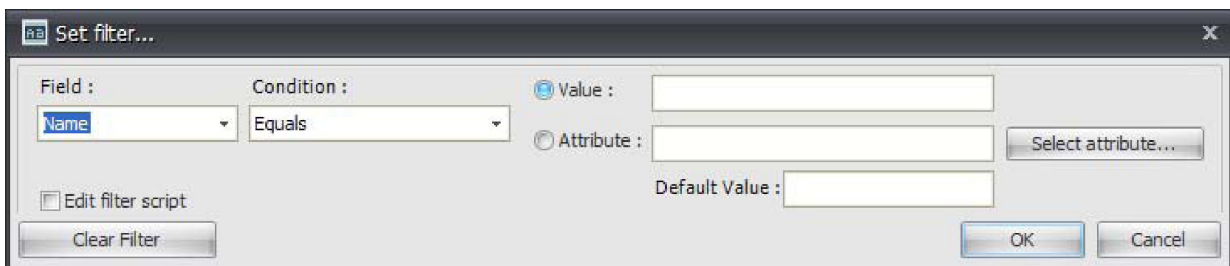 AB Set filter...
x
Field :
Condition :
Value :
Name
Equals
Attribute :
Select attribute...
Default Value :
Edit filter script
Clear Filter
OK
Cancel